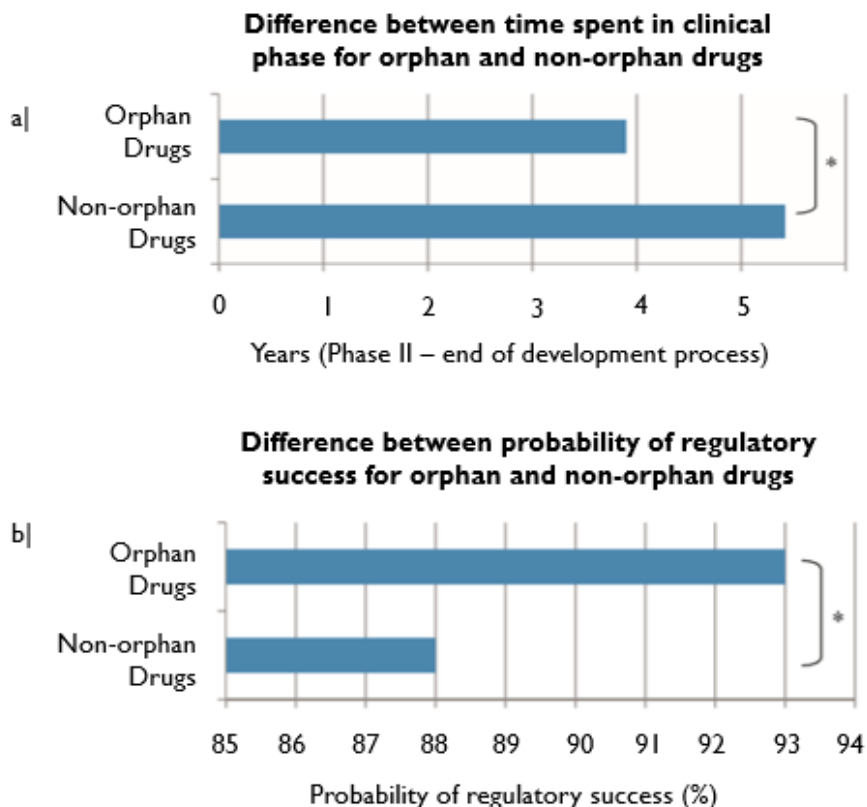 Difference between time spent in clinical
phase for orphan and non-orphan drugs
a|
Orphan
Drugs
*
Non-orphan
Drugs
0 1 2 3 4 5
Years (Phase II – end of development process)
Difference between probability of regulatory
success for orphan and non-orphan drugs
b|
Orphan
Drugs
*
Non-orphan
Drugs
85 86 87 88 89 90 91 92 93 94
Probability of regulatory success (%)